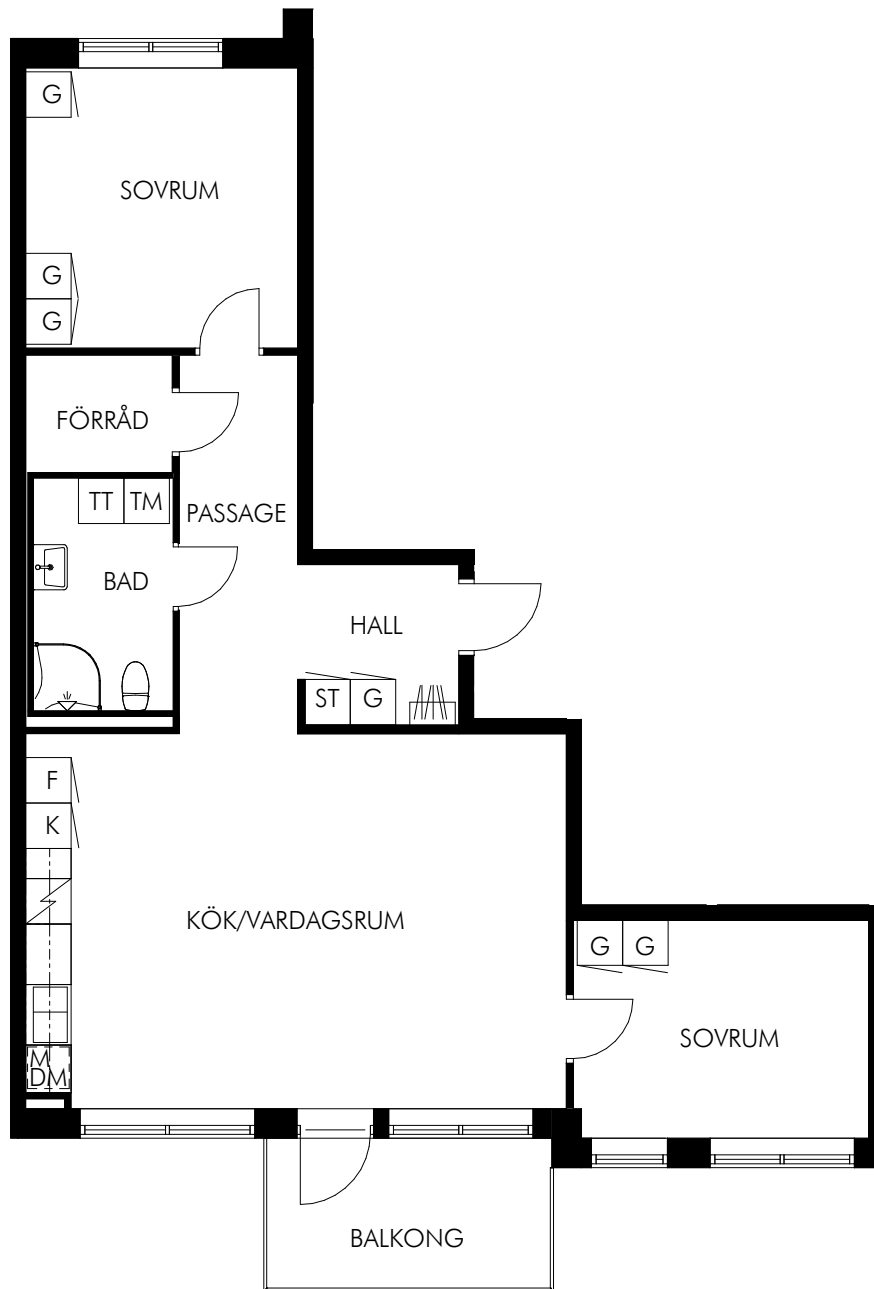 G
SOVRUM
G
G
FÖRRÅD
TT TM
PASSAGE
BAD
HALL
ST G
F
K
KÖK/VARDAGSRUM
G G
SOVRUM
M
DM
BALKONG